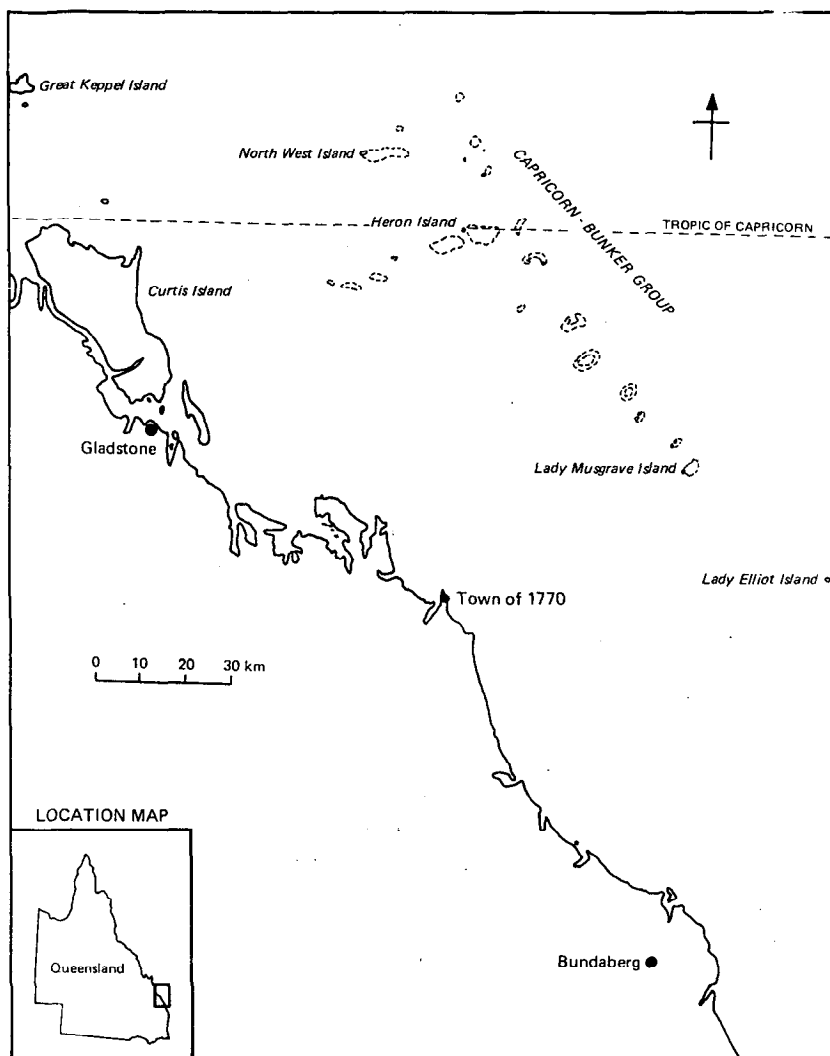 Great Keppel Island
North West Island
CAPRICORN-BUNKER GROUP
Heron Island
TROPIC OF CAPRICORN
Curtis Island
Gladstone
Lady Musgrave Island
Lady Elliot Island
Town of 1770
0 10 20 30 km
LOCATION MAP
Queensland
Bundaberg